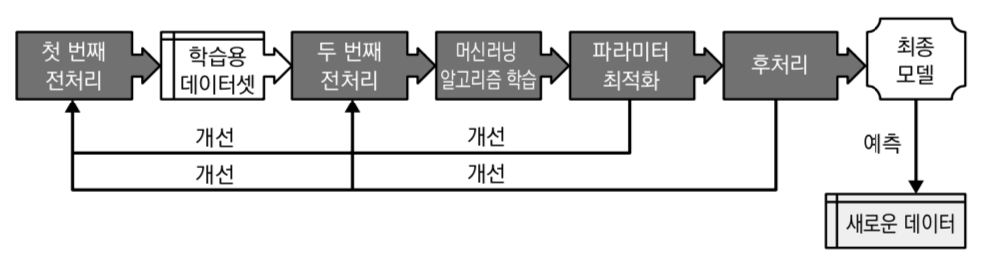 첫 번째
전처리
학습용
데이터셋
두 번째
전처리
머신러닝
알고리즘 학습
파라미터
최적화
후처리
최종
모델
개선
개선
개선
개선
예측
새로운 데이터